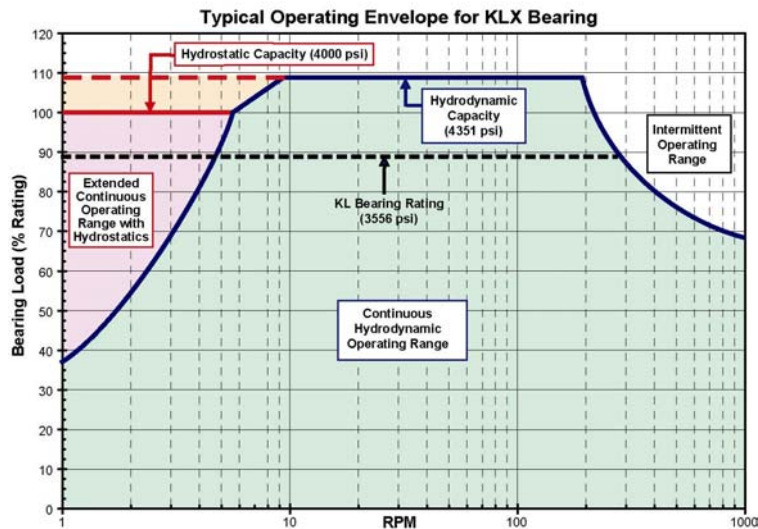 Typical Operating Envelope for KLX Bearing
120
110
100
90
80
70
60
50
40
30
20
10
0
Bearing Load (% Rating)
Hydrostatic Capacity (4000 psi)
Hydrodynamic
Capacity
(4351 psi)
Intermittent
Operating
Range
Extended
Continuous
Operating
Range with
Hydrostatics
KL Bearing Rating
(3556 psi)
Continuous
Hydrodynamic
Operating Range
1
10
100
1000
RPM